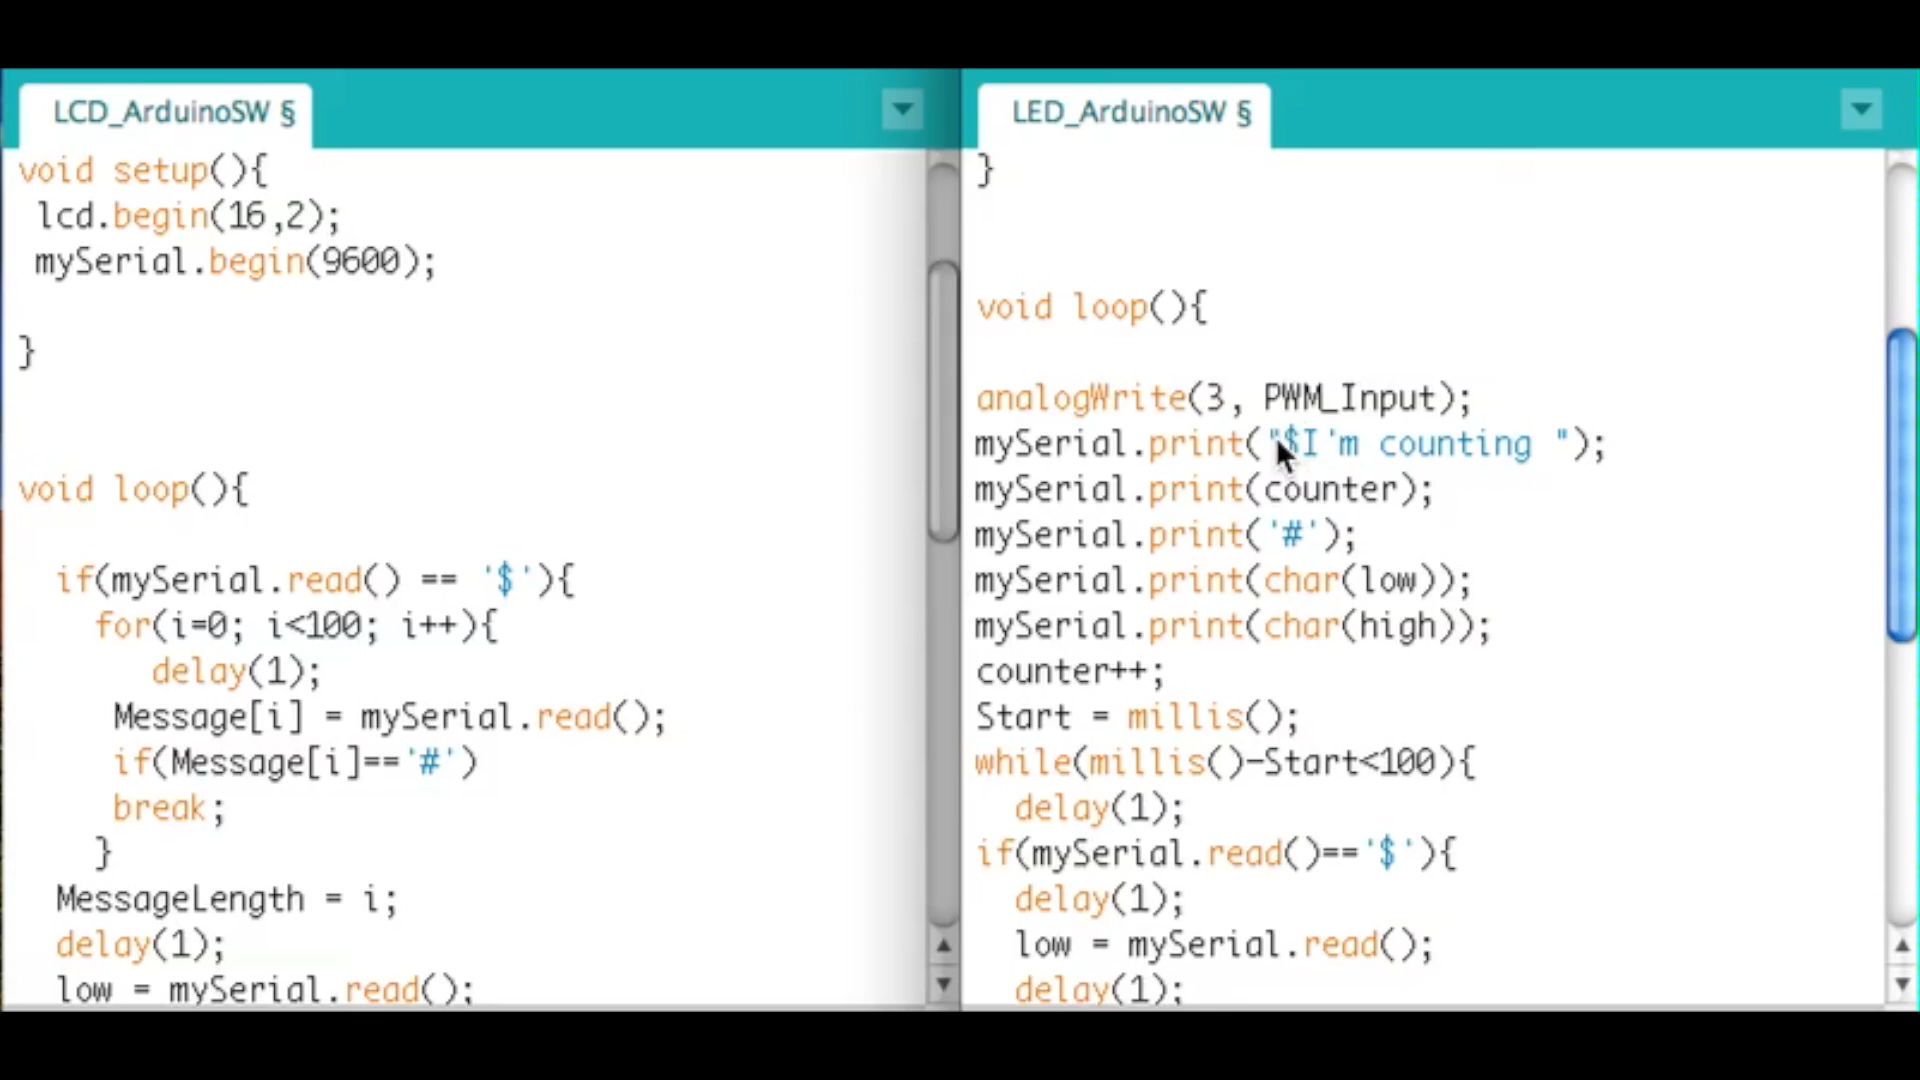 LCD_ArduinoSW §
void setup(){
lcd.begin(16,2);
mySerial.begin(9600);
}
void loop(){
if(mySerial.read() == '$'){
for(i=0; i<100; i++){
delay(1);
Message[i] = mySerial.read();
if(Message[i]=='#')
break;
}
MessageLength = i;
delay(1);
low = mySerial.read();
LED_ArduinoSW §
}
void loop(){
analogWrite(3, PWM_Input);
mySerial.print("$I'm counting ");
mySerial.print(counter);
mySerial.print('#');
mySerial.print(char(low));
mySerial.print(char(high));
counter++;
Start = millis();
while(millis()-Start<100){
delay(1);
if(mySerial.read()=='$'){
delay(1);
low = mySerial.read();
delay(1);